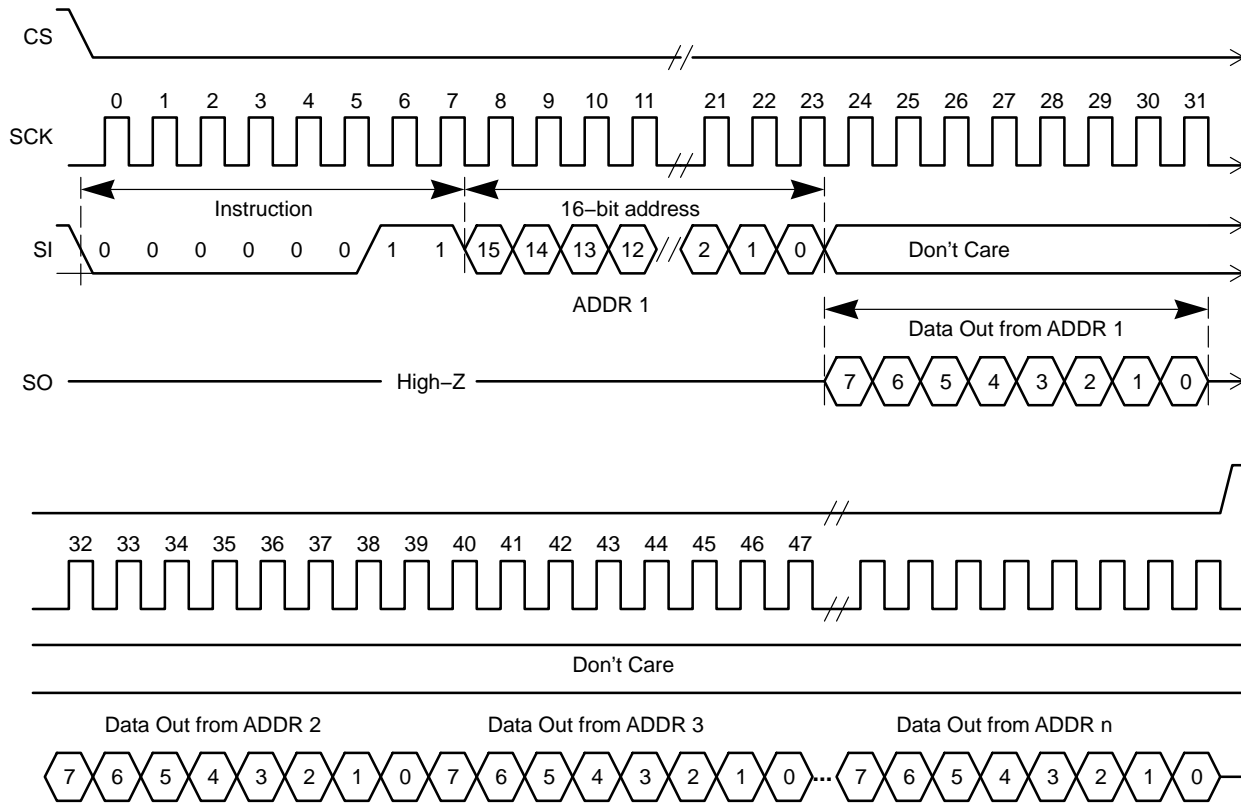 CS
0 1 2 3 4 5 6 7 8 9 10 11 21 22 23 24 25 26 27 28 29 30 31
SCK
Instruction 16–bit address
SI 0 0 0 0 0 0 1 1 15 14 13 12 2 1 0 Don't Care
ADDR 1
Data Out from ADDR 1
SO High–Z 7 6 5 4 3 2 1 0
32 33 34 35 36 37 38 39 40 41 42 43 44 45 46 47
Don't Care
Data Out from ADDR 2 Data Out from ADDR 3 Data Out from ADDR n
7 6 5 4 3 2 1 0 7 6 5 4 3 2 1 0 ... 7 6 5 4 3 2 1 0